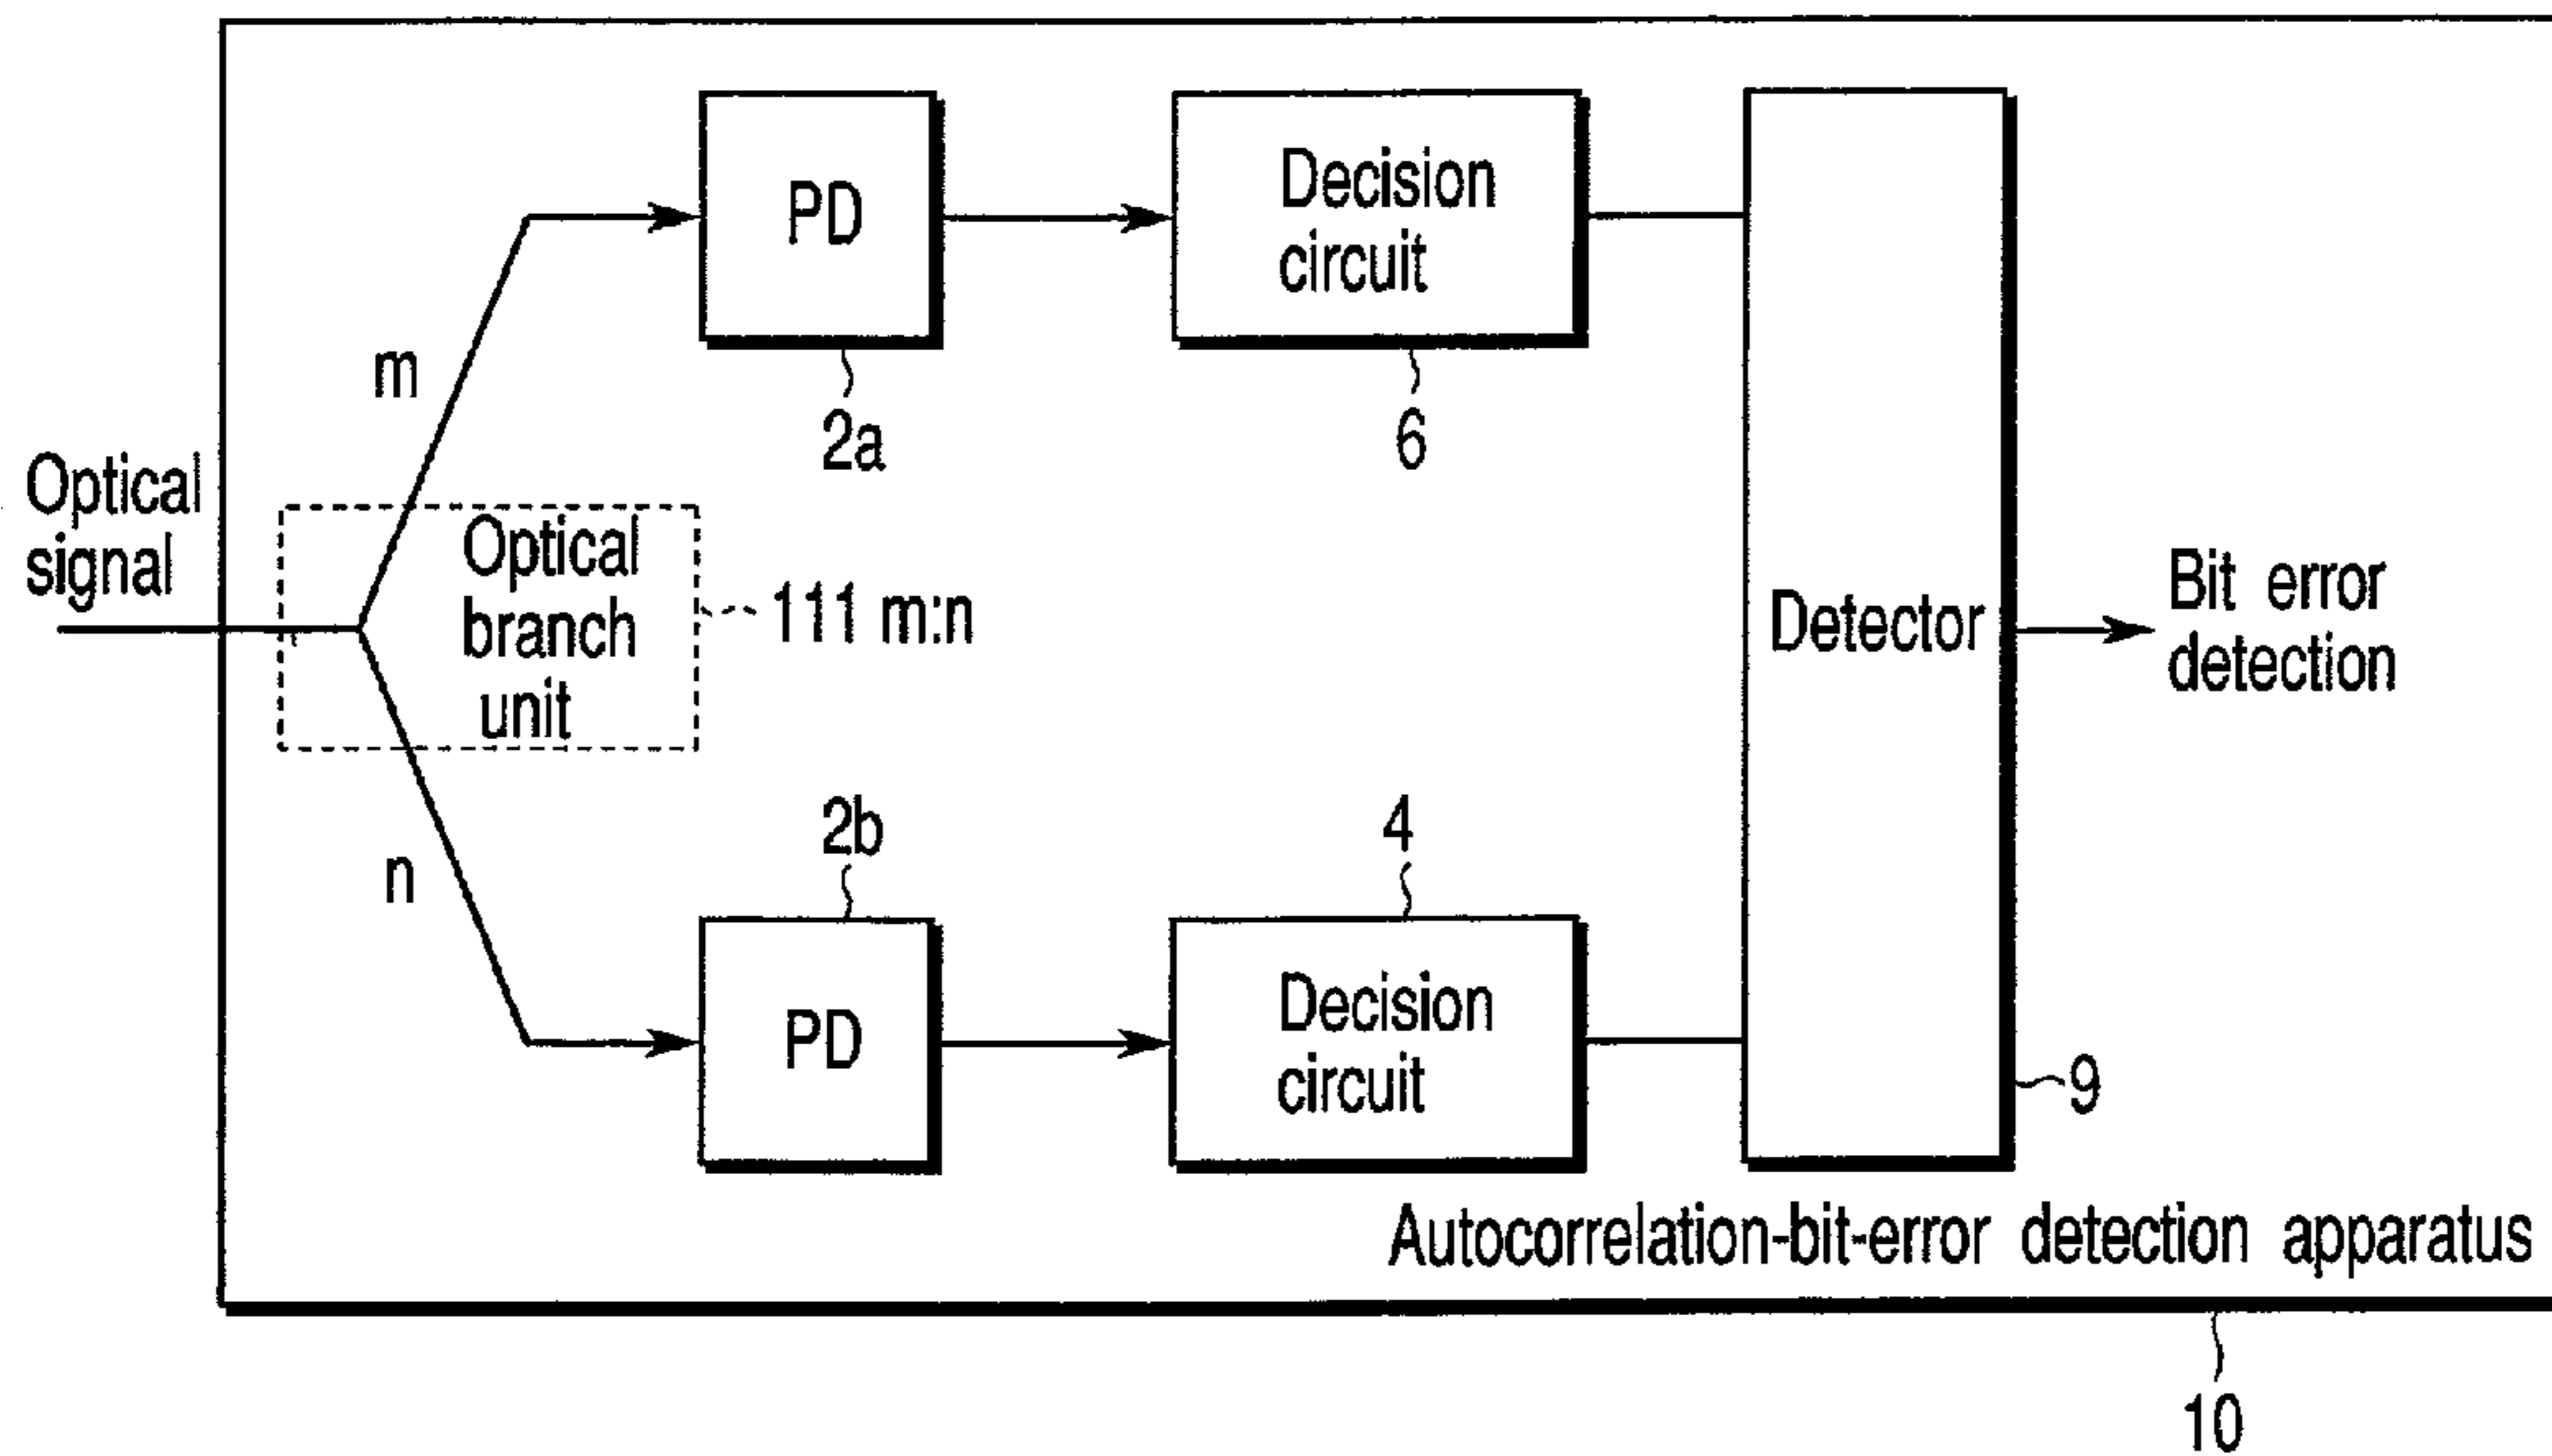 PD
Decision
circuit
m
2a
6
Optical
signal
Optical
branch
unit
111 m:n
Detector
Bit error
detection
n
2b
4
PD
Decision
circuit
9
Autocorrelation-bit-error detection apparatus
10